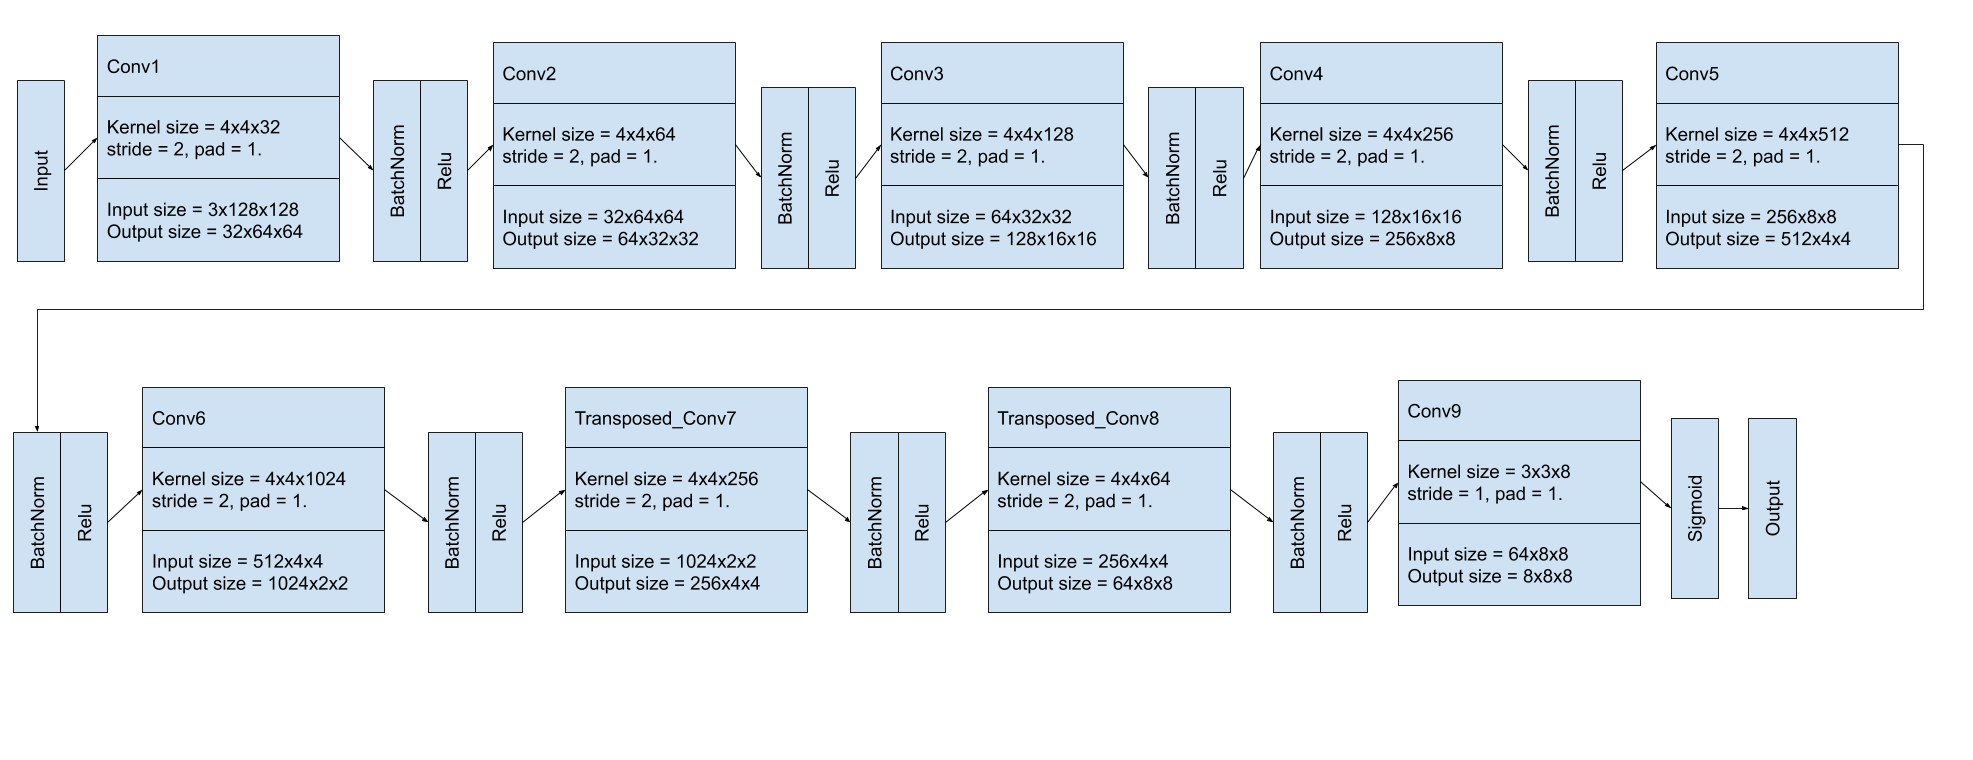 Input
Conv1
Kernel size = 4x4x32
stride = 2, pad = 1.
Input size = 3x128x128
Output size = 32x64x64
BatchNorm
Relu
Conv2
Kernel size = 4x4x64
stride = 2, pad = 1.
Input size = 32x64x64
Output size = 64x32x32
BatchNorm
Relu
Conv3
Kernel size = 4x4x128
stride = 2, pad = 1.
Input size = 64x32x32
Output size = 128x16x16
BatchNorm
Relu
Conv4
Kernel size = 4x4x256
stride = 2, pad = 1.
Input size = 128x16x16
Output size = 256x8x8
BatchNorm
Relu
Conv5
Kernel size = 4x4x512
stride = 2, pad = 1.
Input size = 256x8x8
Output size = 512x4x4
BatchNorm
Relu
Conv6
Kernel size = 4x4x1024
stride = 2, pad = 1.
Input size = 512x4x4
Output size = 1024x2x2
BatchNorm
Relu
Transposed_Conv7
Kernel size = 4x4x256
stride = 2, pad = 1.
Input size = 1024x2x2
Output size = 256x4x4
BatchNorm
Relu
Transposed_Conv8
Kernel size = 4x4x64
stride = 2, pad = 1.
Input size = 256x4x4
Output size = 64x8x8
BatchNorm
Relu
Conv9
Kernel size = 3x3x8
stride = 1, pad = 1.
Input size = 64x8x8
Output size = 8x8x8
Sigmoid
Output